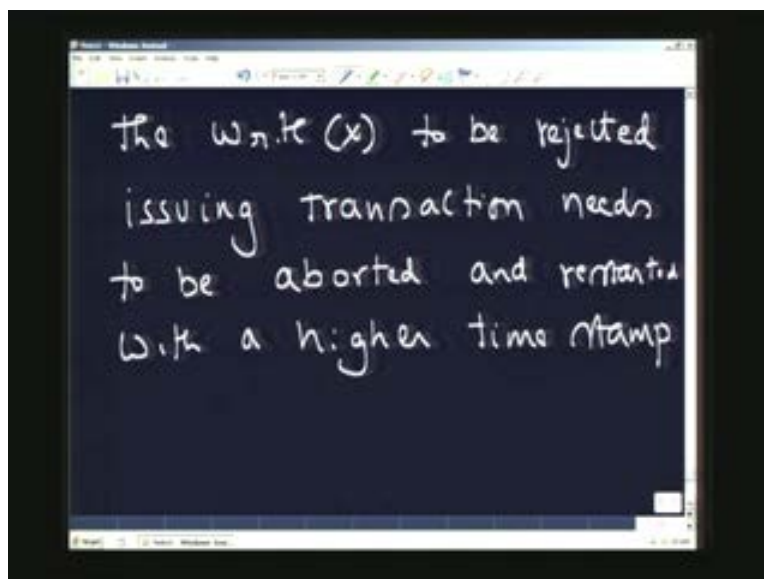 The write (x) to be rejected
issuing transaction needs
to be aborted and restarted
with a higher time stamp